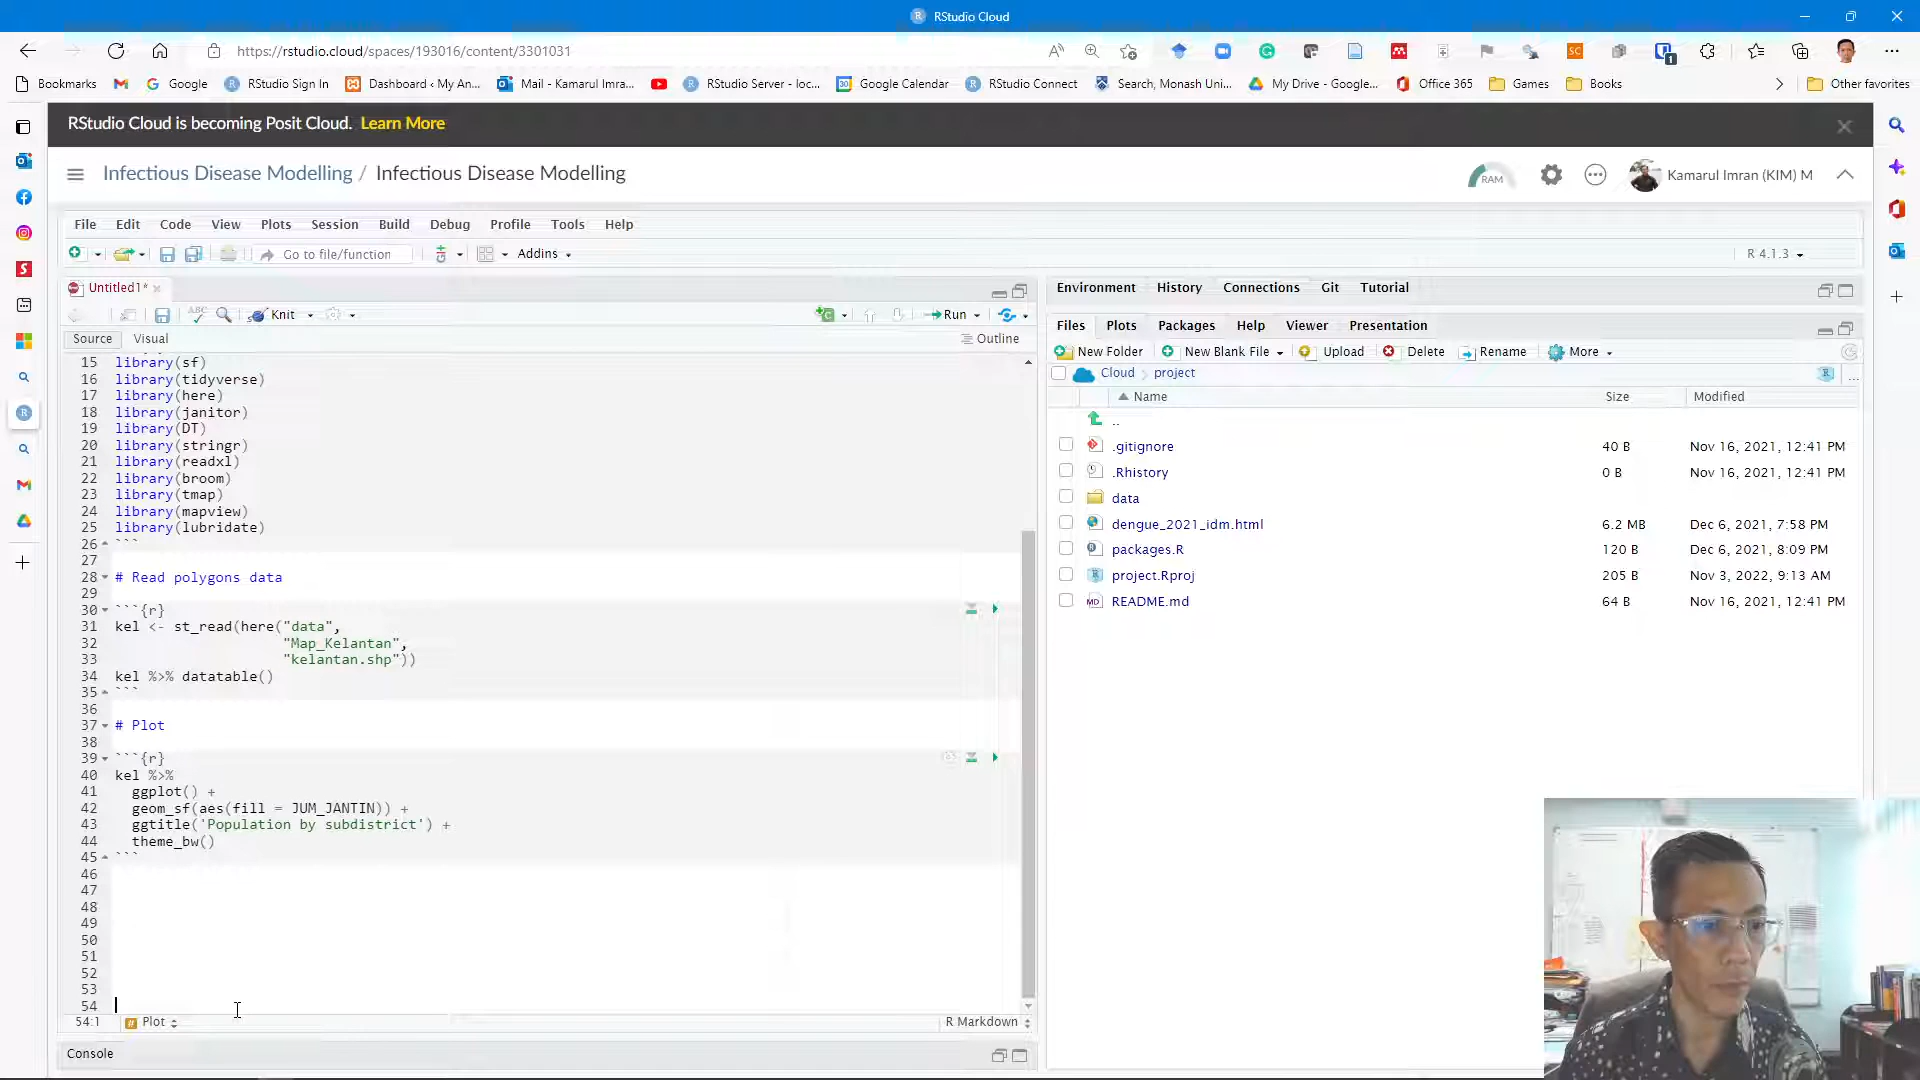 RStudio Cloud
https://rstudio.cloud/spaces/193016/content/3301031
Bookmarks Google RStudio Sign In Dashboard ‹ My An... Mail - Kamarul Imra... RStudio Server - loc... Google Calendar RStudio Connect Search, Monash Uni... My Drive - Google... Office 365 Games Books Other favorites
RStudio Cloud is becoming Posit Cloud. Learn More
Infectious Disease Modelling / Infectious Disease Modelling RAM Kamarul Imran (KIM) M
File Edit Code View Plots Session Build Debug Profile Tools Help
Go to file/function Addins R 4.1.3
Untitled1*
Knit Run
Source Visual Outline
15 library(sf)
16 library(tidyverse)
17 library(here)
18 library(janitor)
19 library(DT)
20 library(stringr)
21 library(readxl)
22 library(broom)
23 library(tmap)
24 library(mapview)
25 library(lubridate)
26 ```
27
28 # Read polygons data
29
30 ```{r}
31 kel <- st_read(here("data",
32 "Map_Kelantan",
33 "kelantan.shp"))
34 kel %>% datatable()
35 ```
36
37 # Plot
38
39 ```{r}
40 kel %>%
41 ggplot() +
42 geom_sf(aes(fill = JUM_JANTIN)) +
43 ggtitle('Population by subdistrict') +
44 theme_bw()
45 ```
46
47
48
49
50
51
52
53
54
54:1 Plot R Markdown
Console
Environment History Connections Git Tutorial
Files Plots Packages Help Viewer Presentation
New Folder New Blank File Upload Delete Rename More
Cloud project ...
Name Size Modified
..
.gitignore 40 B Nov 16, 2021, 12:41 PM
.Rhistory 0 B Nov 16, 2021, 12:41 PM
data
dengue_2021_idm.html 6.2 MB Dec 6, 2021, 7:58 PM
packages.R 120 B Dec 6, 2021, 8:09 PM
project.Rproj 205 B Nov 3, 2022, 9:13 AM
README.md 64 B Nov 16, 2021, 12:41 PM